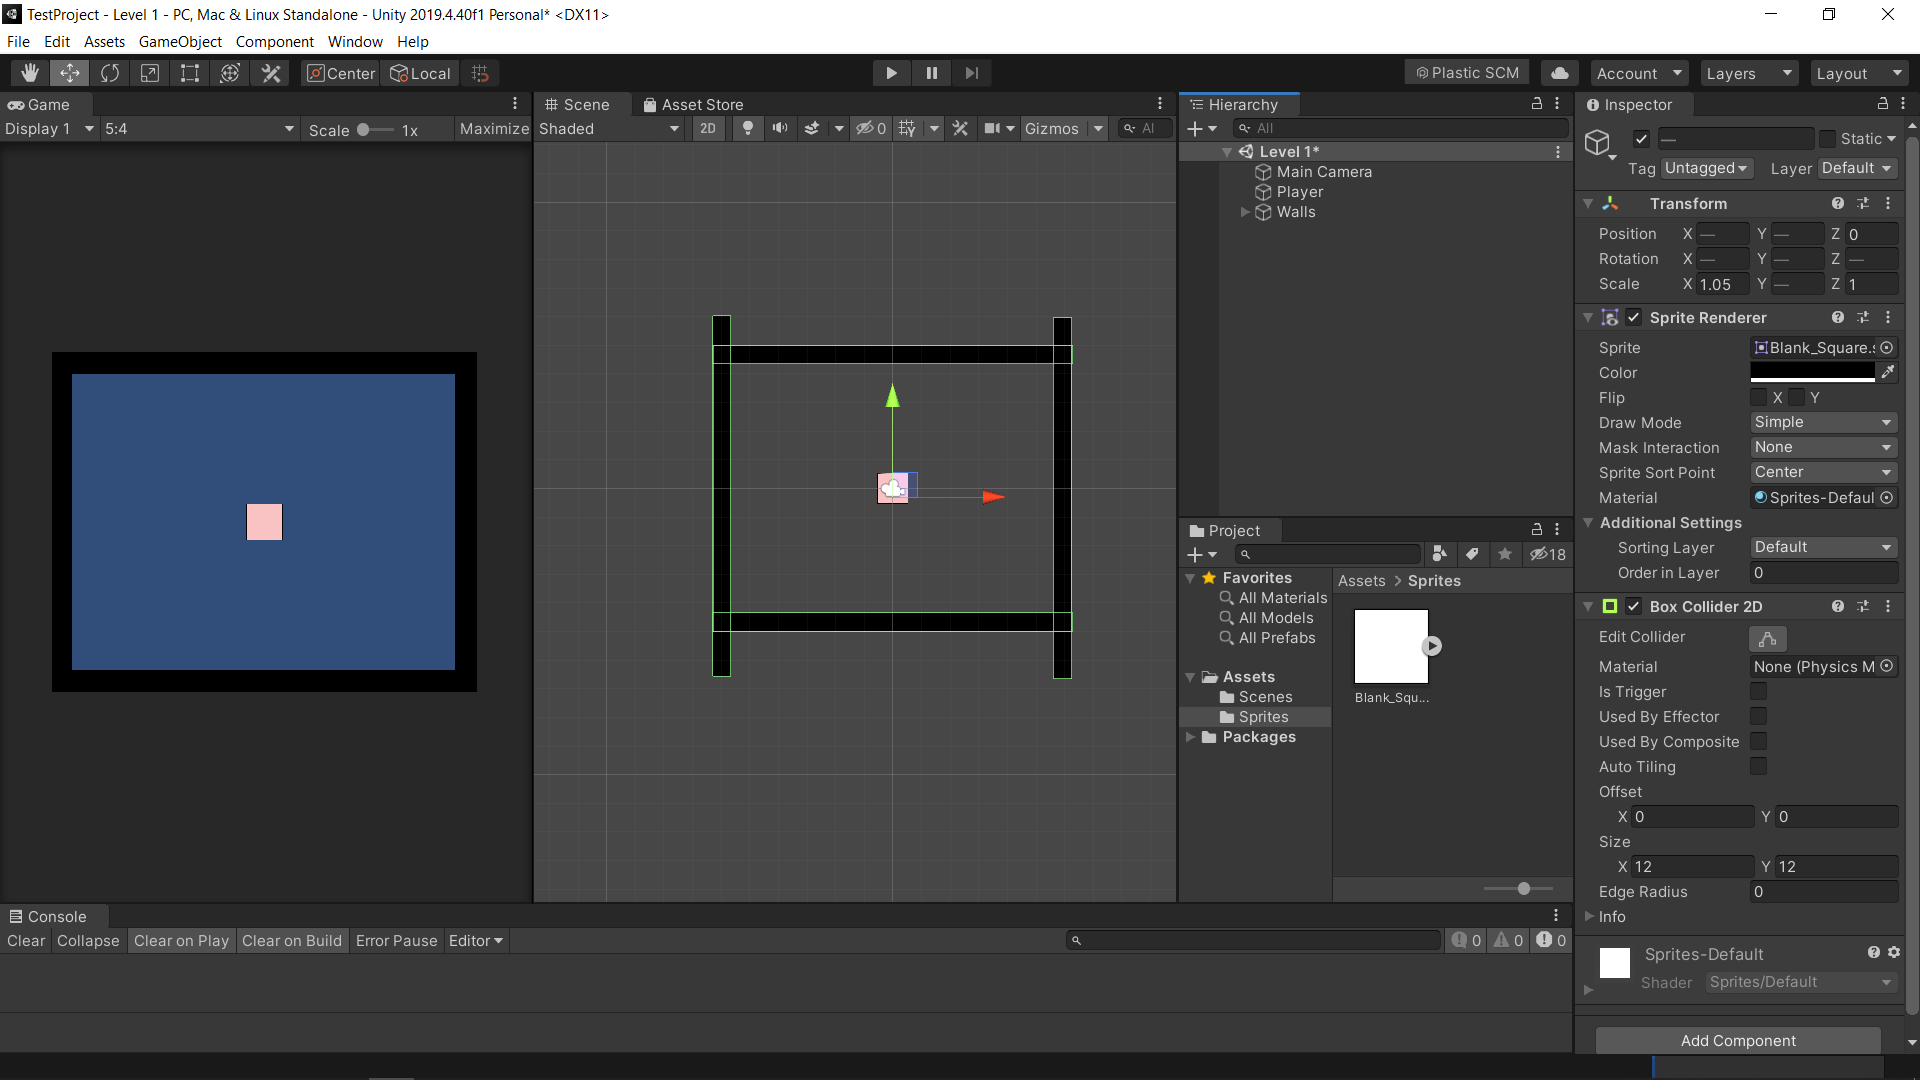 TestProject - Level 1 - PC, Mac & Linux Standalone - Unity 2019.4.40f1 Personal* <DX11>
File Edit Assets GameObject Component Window Help
Center Local Plastic SCM Account Layers Layout
Game
Display 1 5:4 Scale 1x Maximize
Scene Asset Store
Shaded 2D 0 Gizmos Al
Hierarchy
All
Level 1*
Main Camera
Player
Walls
Project
18
Favorites
All Materials
All Models
All Prefabs
Assets
Scenes
Sprites
Packages
Assets > Sprites
Blank_Squ...
Inspector
— Static
Tag Untagged Layer Default
Transform
Position X — Y — Z 0
Rotation X — Y — Z —
Scale X 1.05 Y — Z 1
Sprite Renderer
Sprite Blank_Square.s
Color
Flip X Y
Draw Mode Simple
Mask Interaction None
Sprite Sort Point Center
Material Sprites-Defaul
Additional Settings
Sorting Layer Default
Order in Layer 0
Box Collider 2D
Edit Collider
Material None (Physics M
Is Trigger
Used By Effector
Used By Composite
Auto Tiling
Offset
X 0 Y 0
Size
X 12 Y 12
Edge Radius 0
Info
Sprites-Default
Shader Sprites/Default
Add Component
Console
Clear Collapse Clear on Play Clear on Build Error Pause Editor 0 0 0